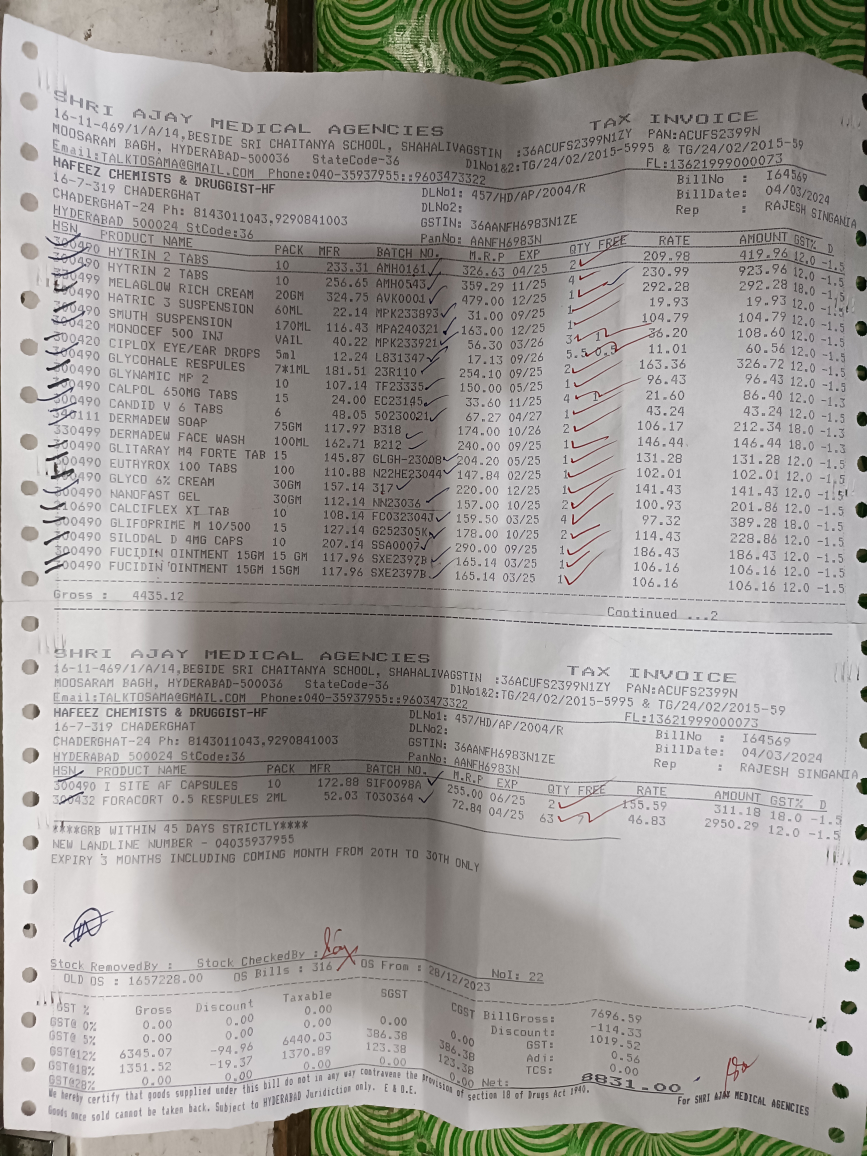 SHRI AJAY MEDICAL AGENCIES TAX INVOICE
16-11-469/1/A/14,BESIDE SRI CHAITANYA SCHOOL, SHAHALIVAGSTIN :36ACUFS2399N1ZY PAN:ACUFS2399N
MOOSARAM BAGH, HYDERABAD-500036 StateCode-36 DlNo1&2:TG/24/02/2015-5995 & TG/24/02/2015-59
Email:TALKTOSAMA@GMAIL.COM Phone:040-35937955::9603473322 FL:13621999000073
HAFEEZ CHEMISTS & DRUGGIST-HF DLNo1: 457/HD/AP/2004/R BillNo : I64569
16-7-319 CHADERGHAT DLNo2: BillDate: 04/03/2024
CHADERGHAT-24 Ph: 8143011043,9290841003 GSTIN: 36AANFH6983N1ZE Rep : RAJESH SINGANIA
HYDERABAD 500024 StCode:36 PanNo: AANFH6983N
HSN PRODUCT NAME PACK MFR BATCH NO. M.R.P EXP QTY FREE RATE AMOUNT GST% D
300490 HYTRIN 2 TABS 10 233.31 AMH0161 326.63 04/25 2 209.98 419.96 12.0 -1.5
300490 HYTRIN 2 TABS 10 256.65 AMH0543 359.29 11/25 4 230.99 923.96 12.0 -1.5
330499 MELAGLOW RICH CREAM 20GM 324.75 AVK0001 479.00 12/25 1 292.28 292.28 18.0 -1.5
300490 HATRIC 3 SUSPENSION 60ML 22.14 MPK233893 31.00 09/25 1 19.93 19.93 12.0 -1.5
300490 SMUTH SUSPENSION 170ML 116.43 MPA240321 163.00 12/25 1 104.79 104.79 12.0 -1.5
300420 MONOCEF 500 INJ VAIL 40.22 MPK233921 56.30 03/26 3 1 36.20 108.60 12.0 -1.5
300420 CIPLOX EYE/EAR DROPS 5ml 12.24 L831347 17.13 09/26 5.5 0.5 11.01 60.56 12.0 -1.5
300490 GLYCOHALE RESPULES 7*1ML 181.51 23R110 254.10 09/25 2 163.36 326.72 12.0 -1.5
300490 GLYNAMIC MP 2 10 107.14 TF23335 150.00 05/25 1 96.43 96.43 12.0 -1.5
300490 CALPOL 650MG TABS 15 24.00 EC23145 33.60 11/25 4 1 21.60 86.40 12.0 -1.3
300490 CANDID V 6 TABS 6 48.05 50230021 67.27 04/27 1 43.24 43.24 12.0 -1.5
340111 DERMADEW SOAP 75GM 117.97 B318 174.00 10/26 2 106.17 212.34 18.0 -1.3
330499 DERMADEW FACE WASH 100ML 162.71 B212 240.00 09/25 1 146.44 146.44 18.0 -1.5
300490 GLITARAY M4 FORTE TAB 15 145.87 GLGH-23008 204.20 05/25 1 131.28 131.28 12.0 -1.5
300490 EUTHYROX 100 TABS 100 110.88 N22HE23044 147.84 02/25 1 102.01 102.01 12.0 -1.5
300490 GLYCO 6% CREAM 30GM 157.14 317 220.00 12/25 1 141.43 141.43 12.0 -1.5
300490 NANOFAST GEL 30GM 112.14 NN23036 157.00 10/25 2 100.93 201.86 12.0 -1.5
210690 CALCIFLEX XT TAB 10 108.14 FC032304J 159.50 03/25 4 97.32 389.28 18.0 -1.5
300490 GLIFOPRIME M 10/500 15 127.14 G252305K 178.00 10/25 2 114.43 228.86 12.0 -1.5
300490 SILODAL D 4MG CAPS 10 207.14 SSA0007 290.00 09/25 1 186.43 186.43 12.0 -1.5
300490 FUCIDIN OINTMENT 15GM 15 GM 117.96 SXE2397B 165.14 03/25 1 106.16 106.16 12.0 -1.5
300490 FUCIDIN OINTMENT 15GM 15GM 117.96 SXE2397B 165.14 03/25 1 106.16 106.16 12.0 -1.5
Gross : 4435.12 Continued ...2
SHRI AJAY MEDICAL AGENCIES TAX INVOICE
16-11-469/1/A/14,BESIDE SRI CHAITANYA SCHOOL, SHAHALIVAGSTIN :36ACUFS2399N1ZY PAN:ACUFS2399N
MOOSARAM BAGH, HYDERABAD-500036 StateCode-36 DlNo1&2:TG/24/02/2015-5995 & TG/24/02/2015-59
Email:TALKTOSAMA@GMAIL.COM Phone:040-35937955::9603473322 FL:13621999000073
HAFEEZ CHEMISTS & DRUGGIST-HF DLNo1: 457/HD/AP/2004/R BillNo : I64569
16-7-319 CHADERGHAT DLNo2: BillDate: 04/03/2024
CHADERGHAT-24 Ph: 8143011043,9290841003 GSTIN: 36AANFH6983N1ZE Rep : RAJESH SINGANIA
HYDERABAD 500024 StCode:36 PanNo: AANFH6983N
HSN PRODUCT NAME PACK MFR BATCH NO. M.R.P EXP QTY FREE RATE AMOUNT GST% D
300490 I SITE AF CAPSULES 10 172.88 SIF0098A 255.00 06/25 2 155.59 311.18 18.0 -1.5
300432 FORACORT 0.5 RESPULES 2ML 52.03 T030364 72.84 04/25 63 7 46.83 2950.29 12.0 -1.5
****GRB WITHIN 45 DAYS STRICTLY****
NEW LANDLINE NUMBER - 04035937955
EXPIRY 3 MONTHS INCLUDING COMING MONTH FROM 20TH TO 30TH ONLY
Stock RemovedBy : Stock CheckedBy :
OLD OS : 1657228.00 OS Bills : 316 OS From : 28/12/2023 NoI: 22
GST % Gross Discount Taxable SGST CGST BillGross: 7696.59
GST@ 0% 0.00 0.00 0.00 0.00 0.00 Discount: -114.33
GST@ 5% 0.00 0.00 0.00 0.00 0.00 GST: 1019.52
GST@12% 6345.07 -94.96 6440.03 386.38 386.38 Adj: 0.56
GST@18% 1351.52 -19.37 1370.89 123.38 123.38 TCS: 0.00
GST@28% 0.00 0.00 0.00 0.00 0.00 Net: 8831.00
We hereby certify that goods supplied under this bill do not in any way contravene the provision of section 18 of Drugs Act 1940.
Goods once sold cannot be taken back. Subject to HYDERABAD Juridiction only. E & O.E. For SHRI AJAY MEDICAL AGENCIES